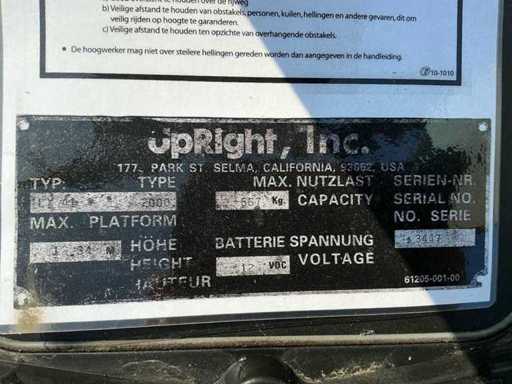 b) Veilige afstand te houden van obstakels, personen, kuilen, hellingen en andere gevaren, dit om
veilig rijden op hoogte te garanderen.
c) Veilige afstand te houden ten opzichte van overhangende obstakels.
• De hoogwerker mag niet over steilere hellingen gereden worden dan aangegeven in de handleiding.
10-1010
UpRight, Inc.
PARK ST. SELMA, CALIFORNIA, 93662, USA
TYP: TYPE MAX. NUTZLAST SERIEN-NR.
2000 Kg. CAPACITY SERIAL NO.
MAX. PLATFORM NO. SERIE
HÖHE BATTERIE SPANNUNG
HEIGHT 12 VDC VOLTAGE
HAUTEUR 61205-001-00